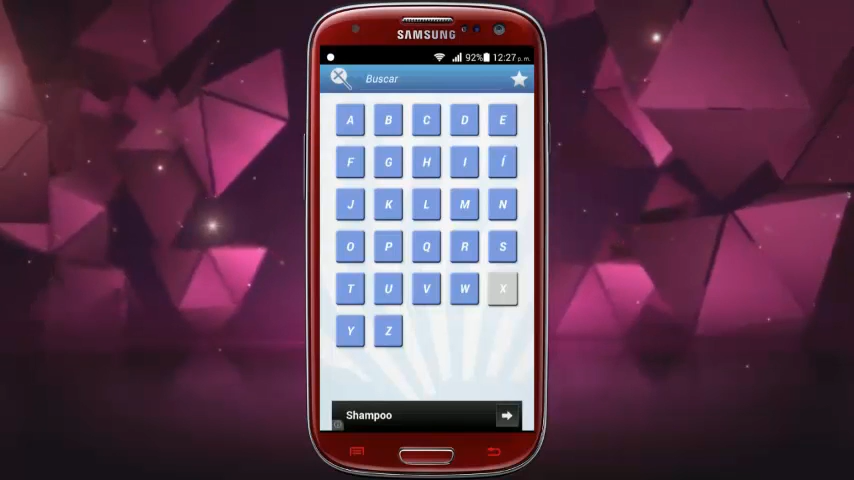 SAMSUNG
92% 12:27 p. m.
Buscar
A B C D E
F G H I Í
J K L M N
O P Q R S
T U V W X
Y Z
Shampoo